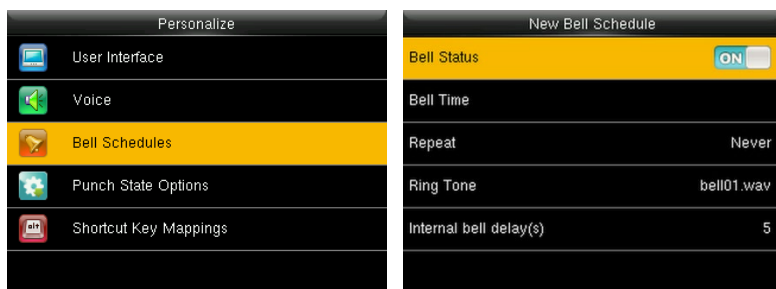 Personalize
User Interface
Voice
Bell Schedules
Punch State Options
alt
Shortcut Key Mappings
New Bell Schedule
Bell Status ON
Bell Time
Repeat Never
Ring Tone bell01.wav
Internal bell delay(s) 5